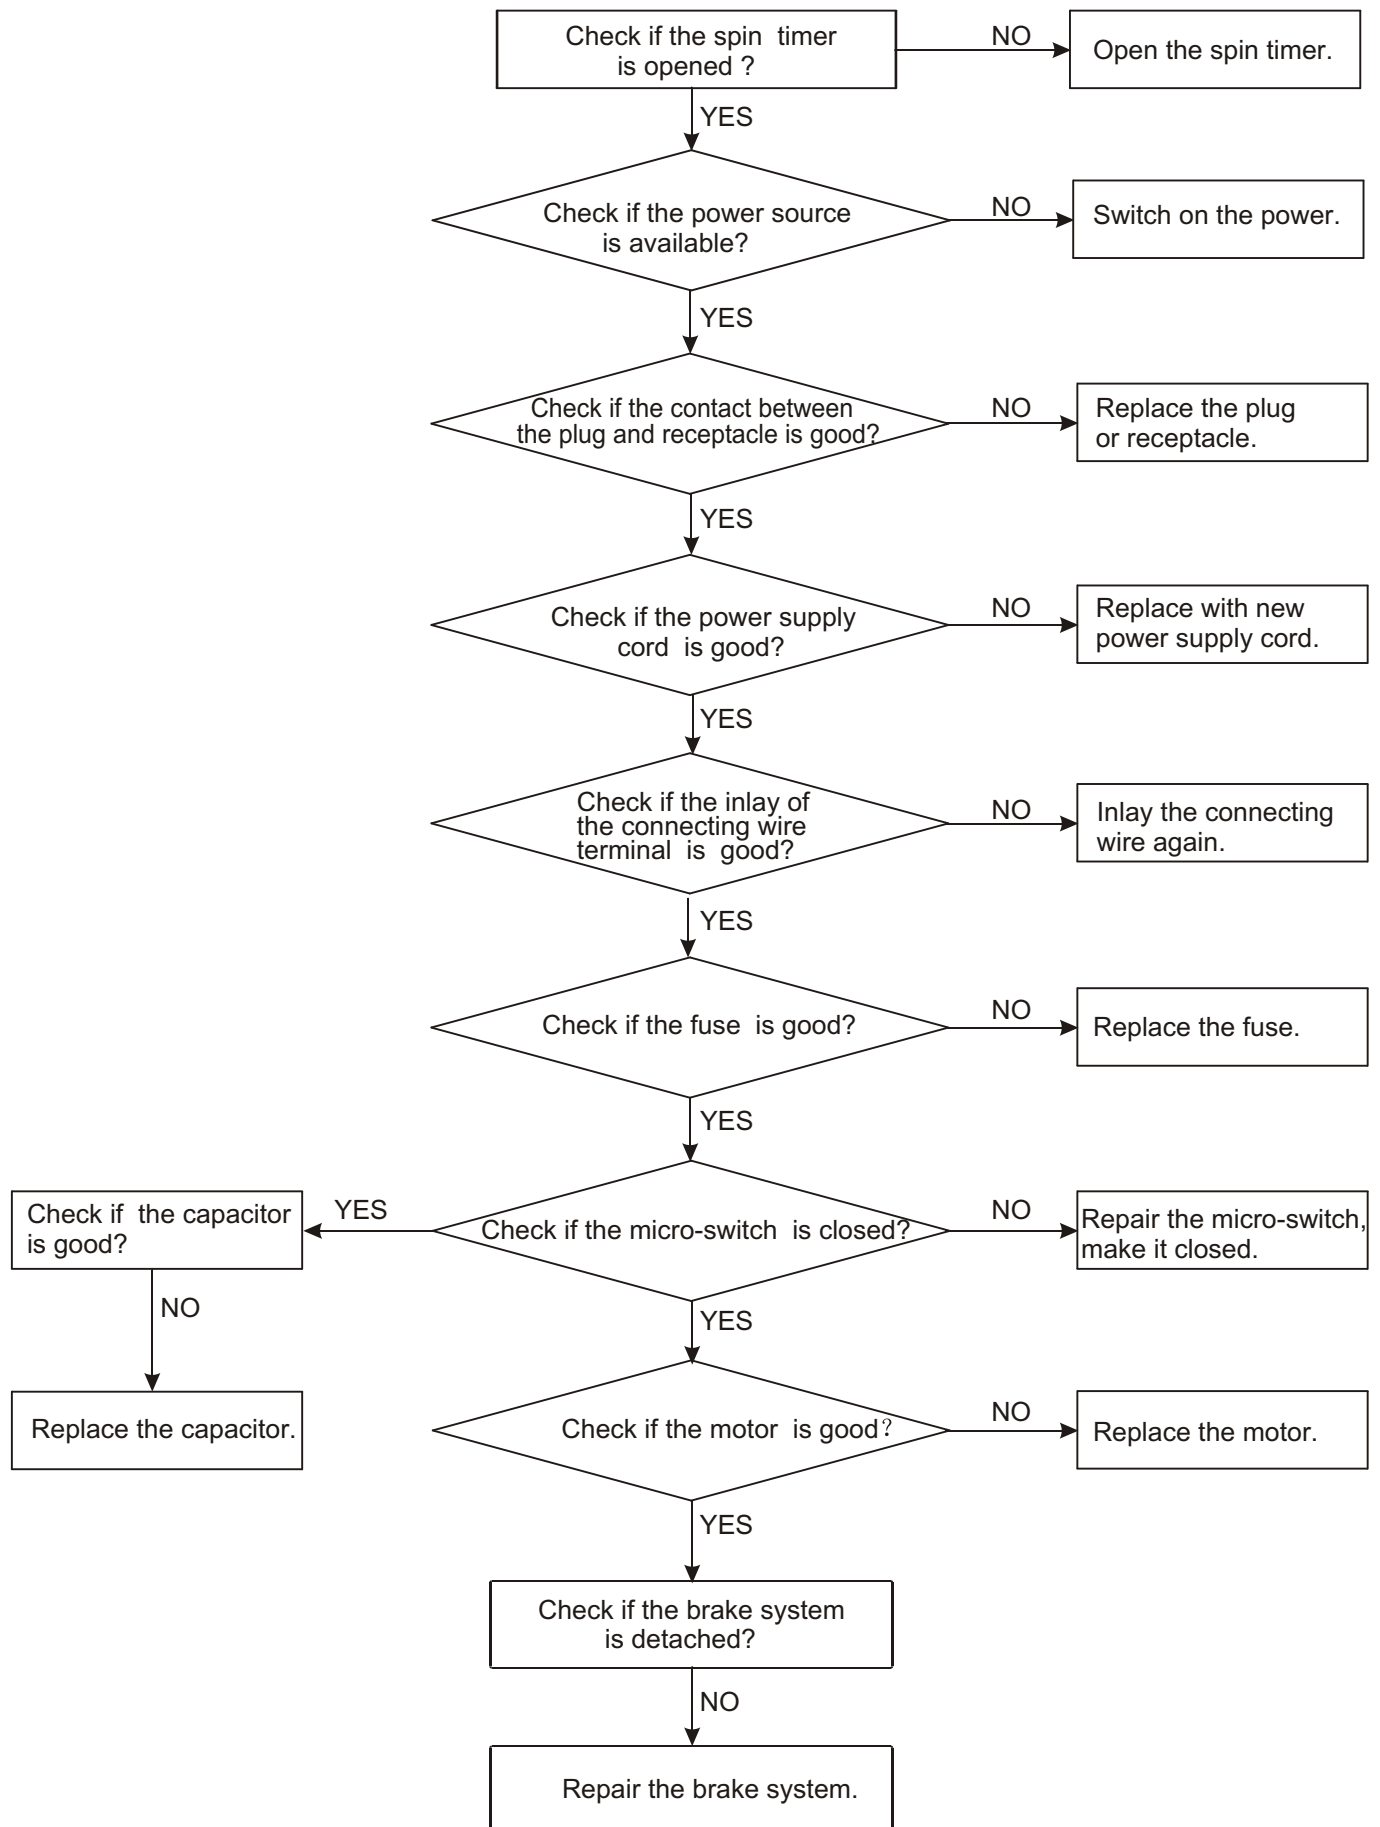 Check if the spin timer
is opened ?
NO
Open the spin timer.
YES
Check if the power source
is available?
NO
Switch on the power.
YES
Check if the contact between
the plug and receptacle is good?
NO
Replace the plug
or receptacle.
YES
Check if the power supply
cord is good?
NO
Replace with new
power supply cord.
YES
Check if the inlay of
the connecting wire
terminal is good?
NO
Inlay the connecting
wire again.
YES
Check if the fuse is good?
NO
Replace the fuse.
YES
Check if the capacitor
is good?
YES
Check if the micro-switch is closed?
NO
Repair the micro-switch,
make it closed.
NO
YES
Replace the capacitor.
Check if the motor is good?
NO
Replace the motor.
YES
Check if the brake system
is detached?
NO
Repair the brake system.